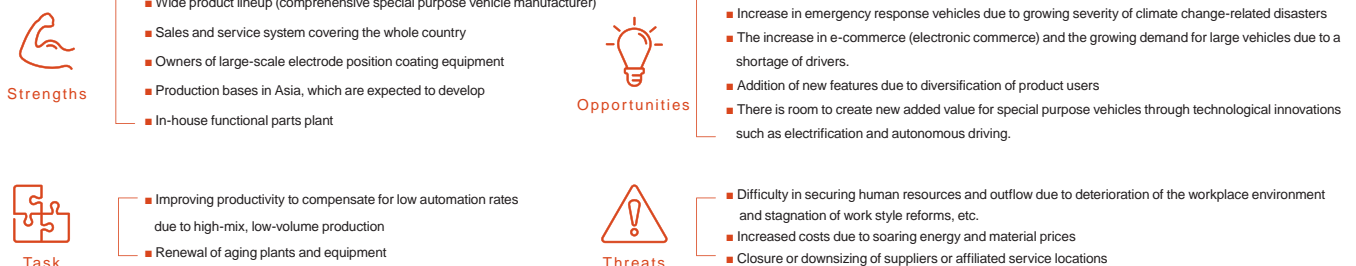 ■ Wide product lineup (comprehensive special purpose vehicle manufacturer)
■ Sales and service system covering the whole country
■ Owners of large-scale electrode position coating equipment
■ Production bases in Asia, which are expected to develop
■ In-house functional parts plant
Strengths
■ Increase in emergency response vehicles due to growing severity of climate change-related disasters
■ The increase in e-commerce (electronic commerce) and the growing demand for large vehicles due to a
shortage of drivers.
■ Addition of new features due to diversification of product users
■ There is room to create new added value for special purpose vehicles through technological innovations
such as electrification and autonomous driving.
Opportunities
■ Improving productivity to compensate for low automation rates
due to high-mix, low-volume production
■ Renewal of aging plants and equipment
Task
■ Difficulty in securing human resources and outflow due to deterioration of the workplace environment
and stagnation of work style reforms, etc.
■ Increased costs due to soaring energy and material prices
■ Closure or downsizing of suppliers or affiliated service locations
Threats